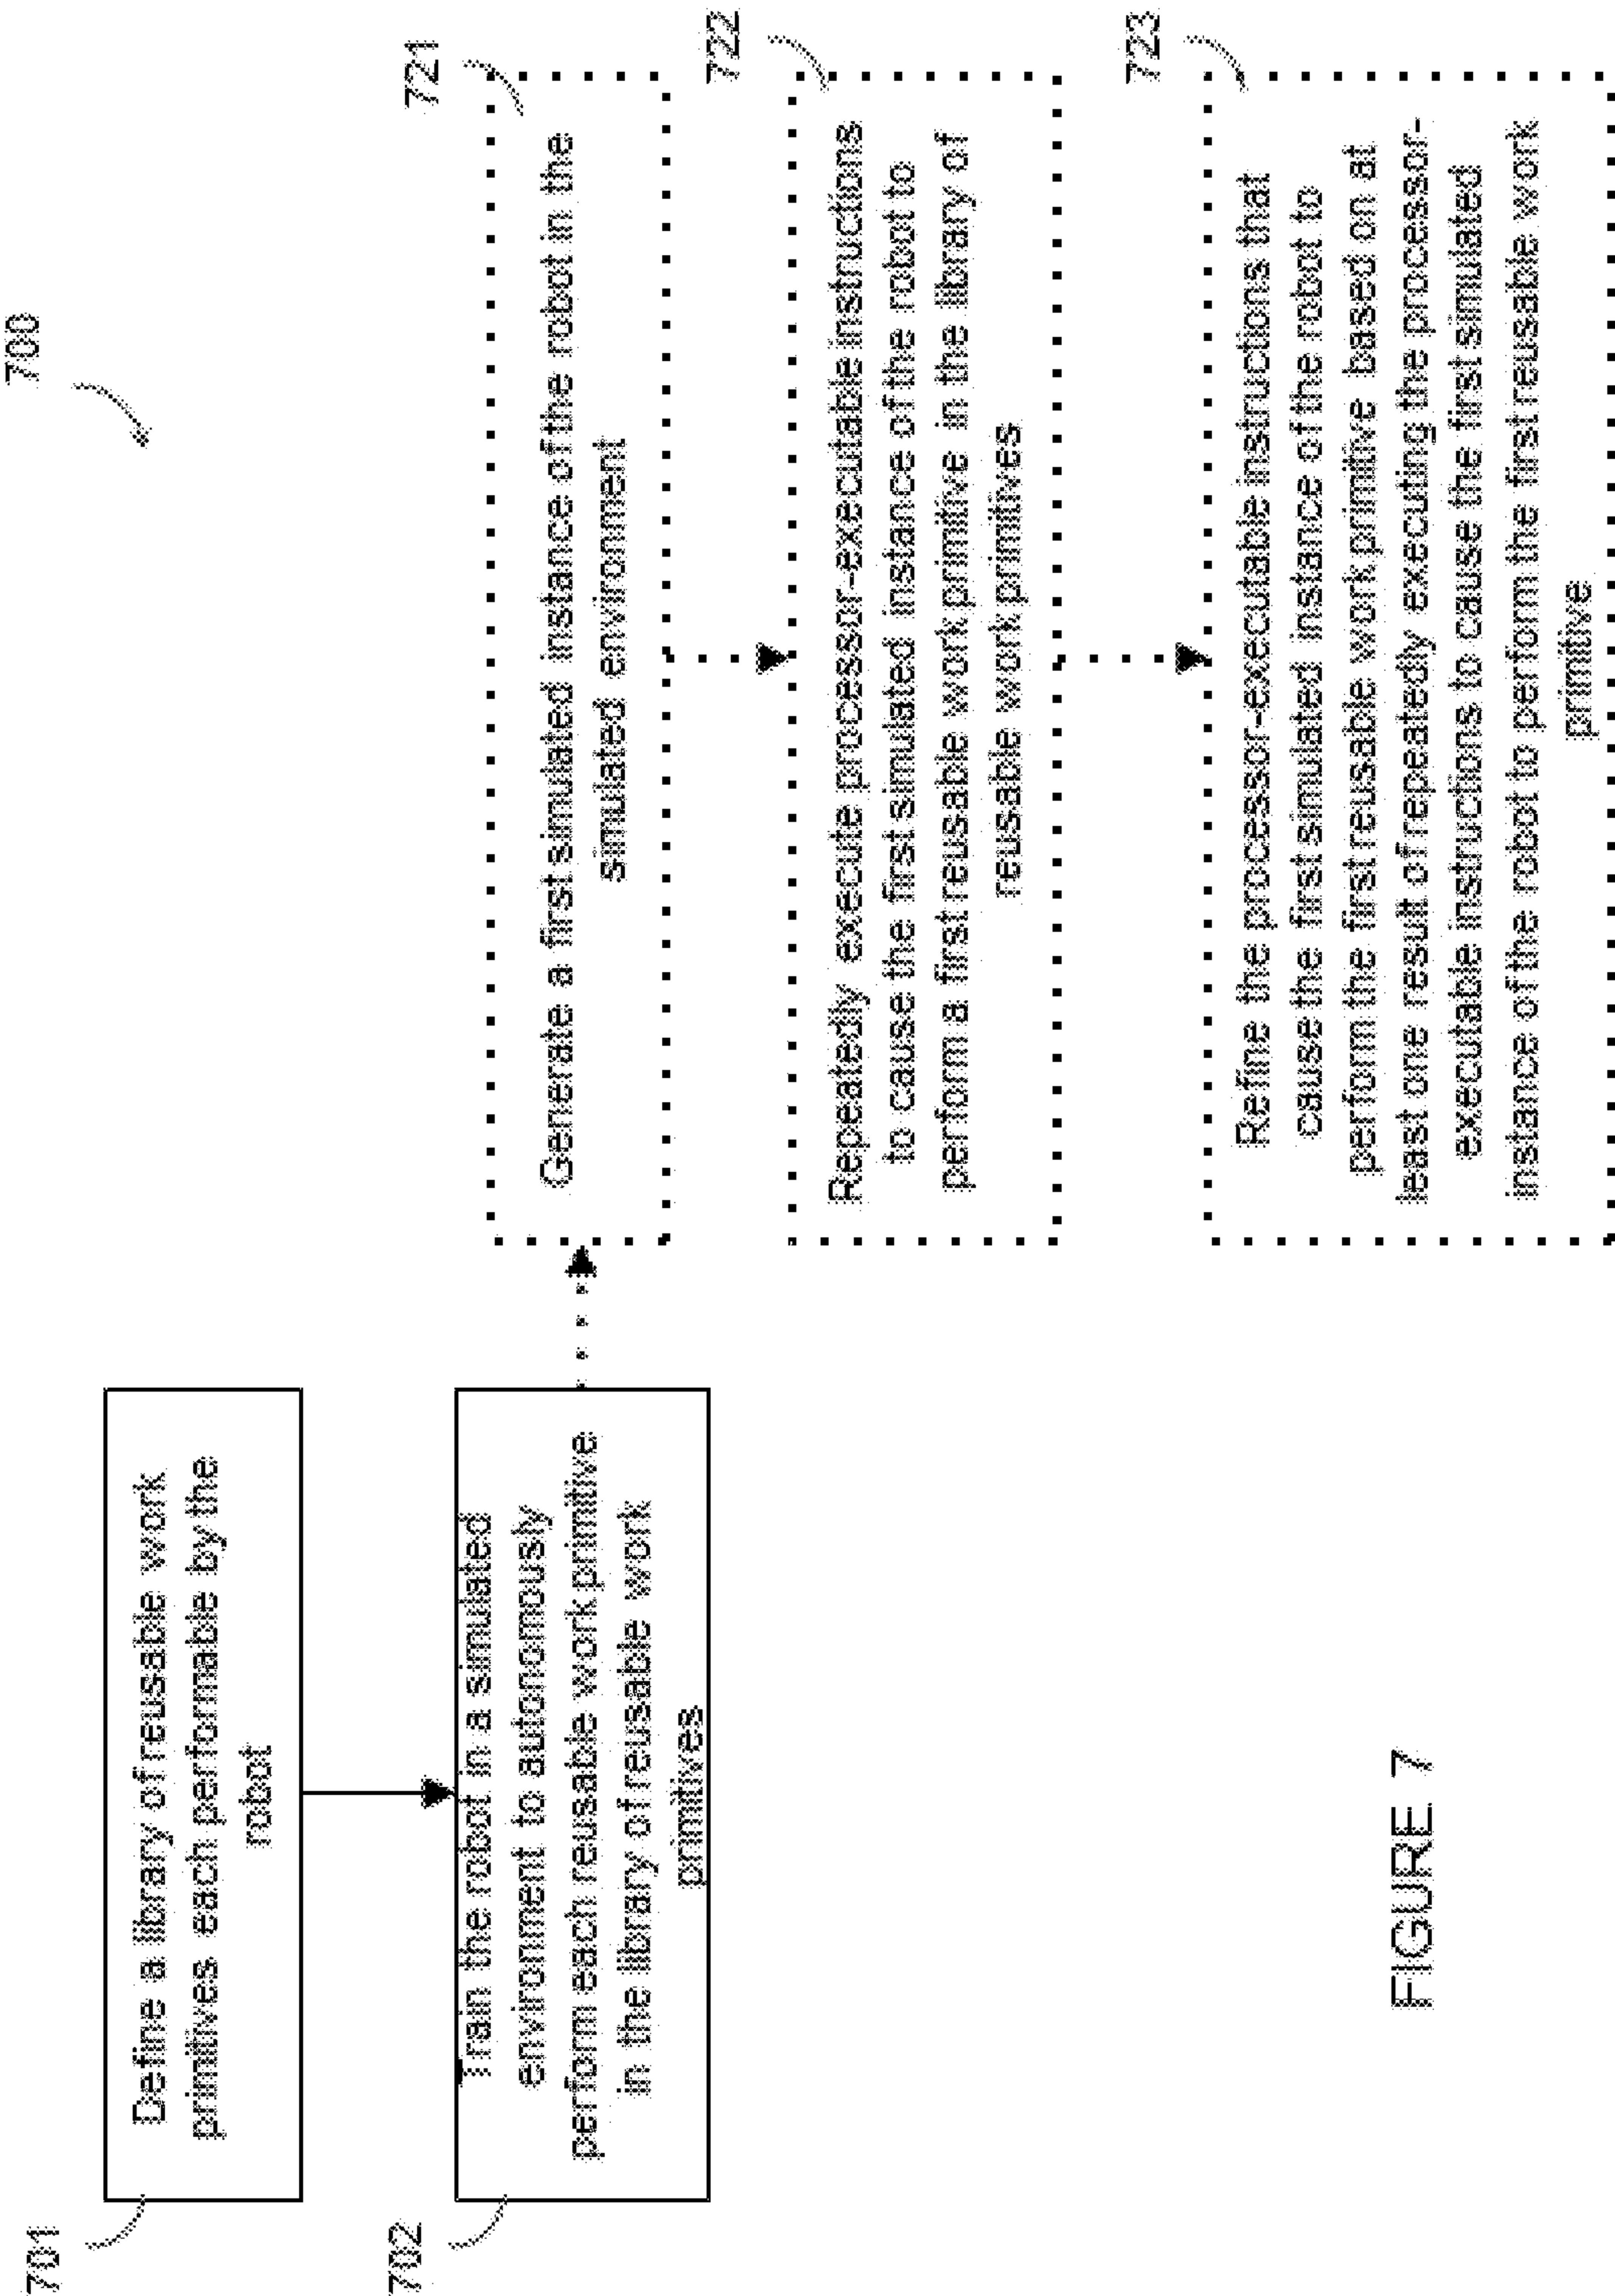 700
701
Define a library of reusable work
primitives each performable by the
robot
702
Train the robot in a simulated
environment to autonomously
perform each reusable work primitive
in the library of reusable work
primitives
721
Generate a first simulated instance of the robot in the
simulated environment
722
Repeatedly execute processor-executable instructions
to cause the first simulated instance of the robot to
perform a first reusable work primitive in the library of
reusable work primitives
723
Refine the processor-executable instructions that
cause the first simulated instance of the robot to
perform the first reusable work primitive based on at
least one result of repeatedly executing the processor-
executable instructions to cause the first simulated
instance of the robot to perform the first reusable work
primitive
FIGURE 7